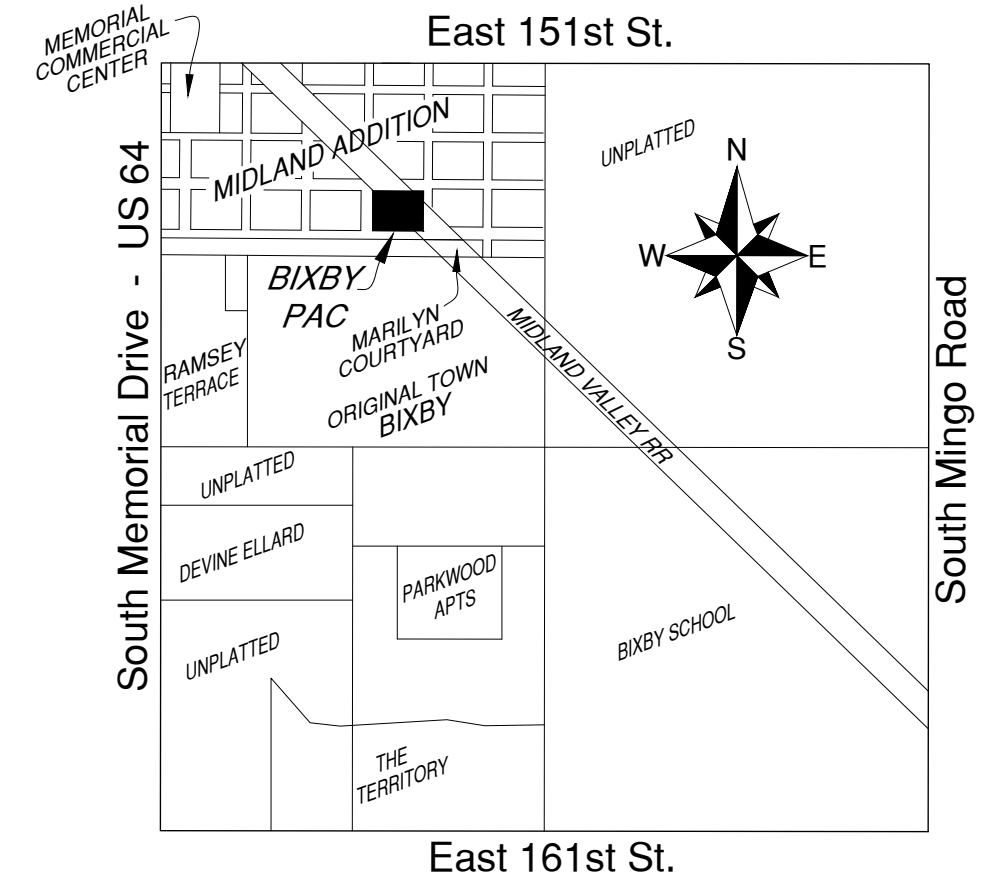 East 151st St.
MEMORIAL
COMMERCIAL
CENTER
MIDLAND ADDITION
UNPLATTED
N
W
E
S
South Memorial Drive - US 64
BIXBY
PAC
MARILYN
COURTYARD
MIDLAND VALLEY RR
RAMSEY
TERRACE
ORIGINAL TOWN
BIXBY
South Mingo Road
UNPLATTED
DEVINE ELLARD
PARKWOOD
APTS
UNPLATTED
BIXBY SCHOOL
THE
TERRITORY
East 161st St.